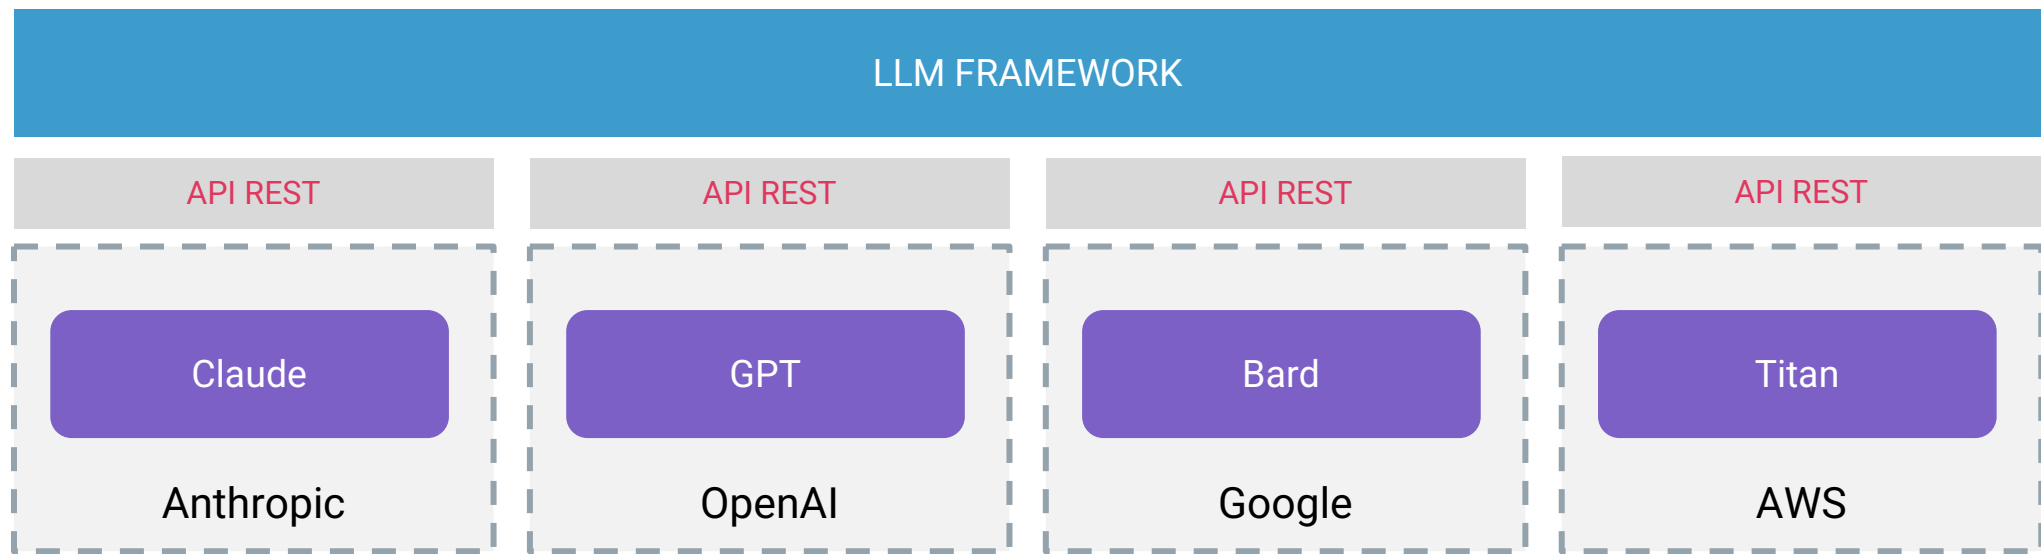 LLM FRAMEWORK
API REST
API REST
API REST
API REST
Claude
GPT
Bard
Titan
Anthropic
OpenAI
Google
AWS